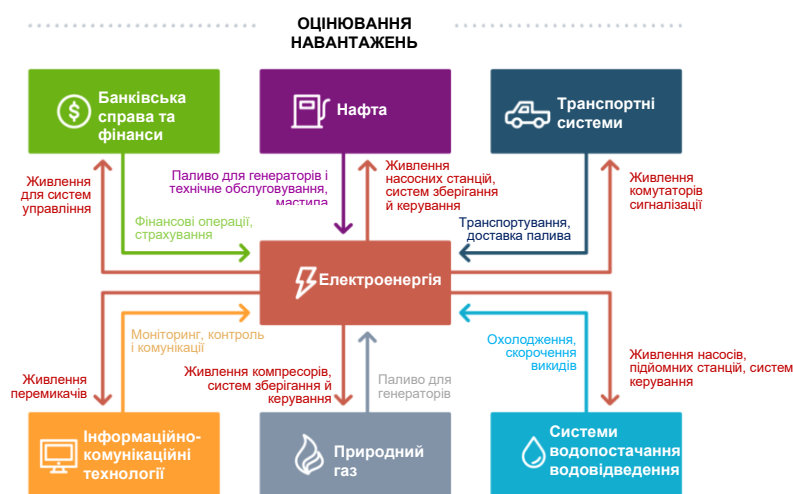 ОЦІНЮВАННЯ
НАВАНТАЖЕНЬ
Банківська
справа та
фінанси
Нафта
Транспортні
системи
Живлення
для систем
управління
Фінансові операції,
страхування
Паливо для генераторів і
технічне обслуговування,
мастила
Живлення
насосних станцій,
систем зберігання
й керування
Транспортування,
доставка палива
Живлення
комутаторів
сигналізації
Електроенергія
Живлення
перемикачів
Моніторинг, контроль
і комунікації
Живлення компресорів,
систем зберігання й
керування
Паливо для
генераторів
Охолодження,
скорочення
викидів
Живлення насосів,
підйомних станцій, систем
керування
Інформаційно-
комунікаційні
технології
Природний
газ
Системи
водопостачання
водовідведення